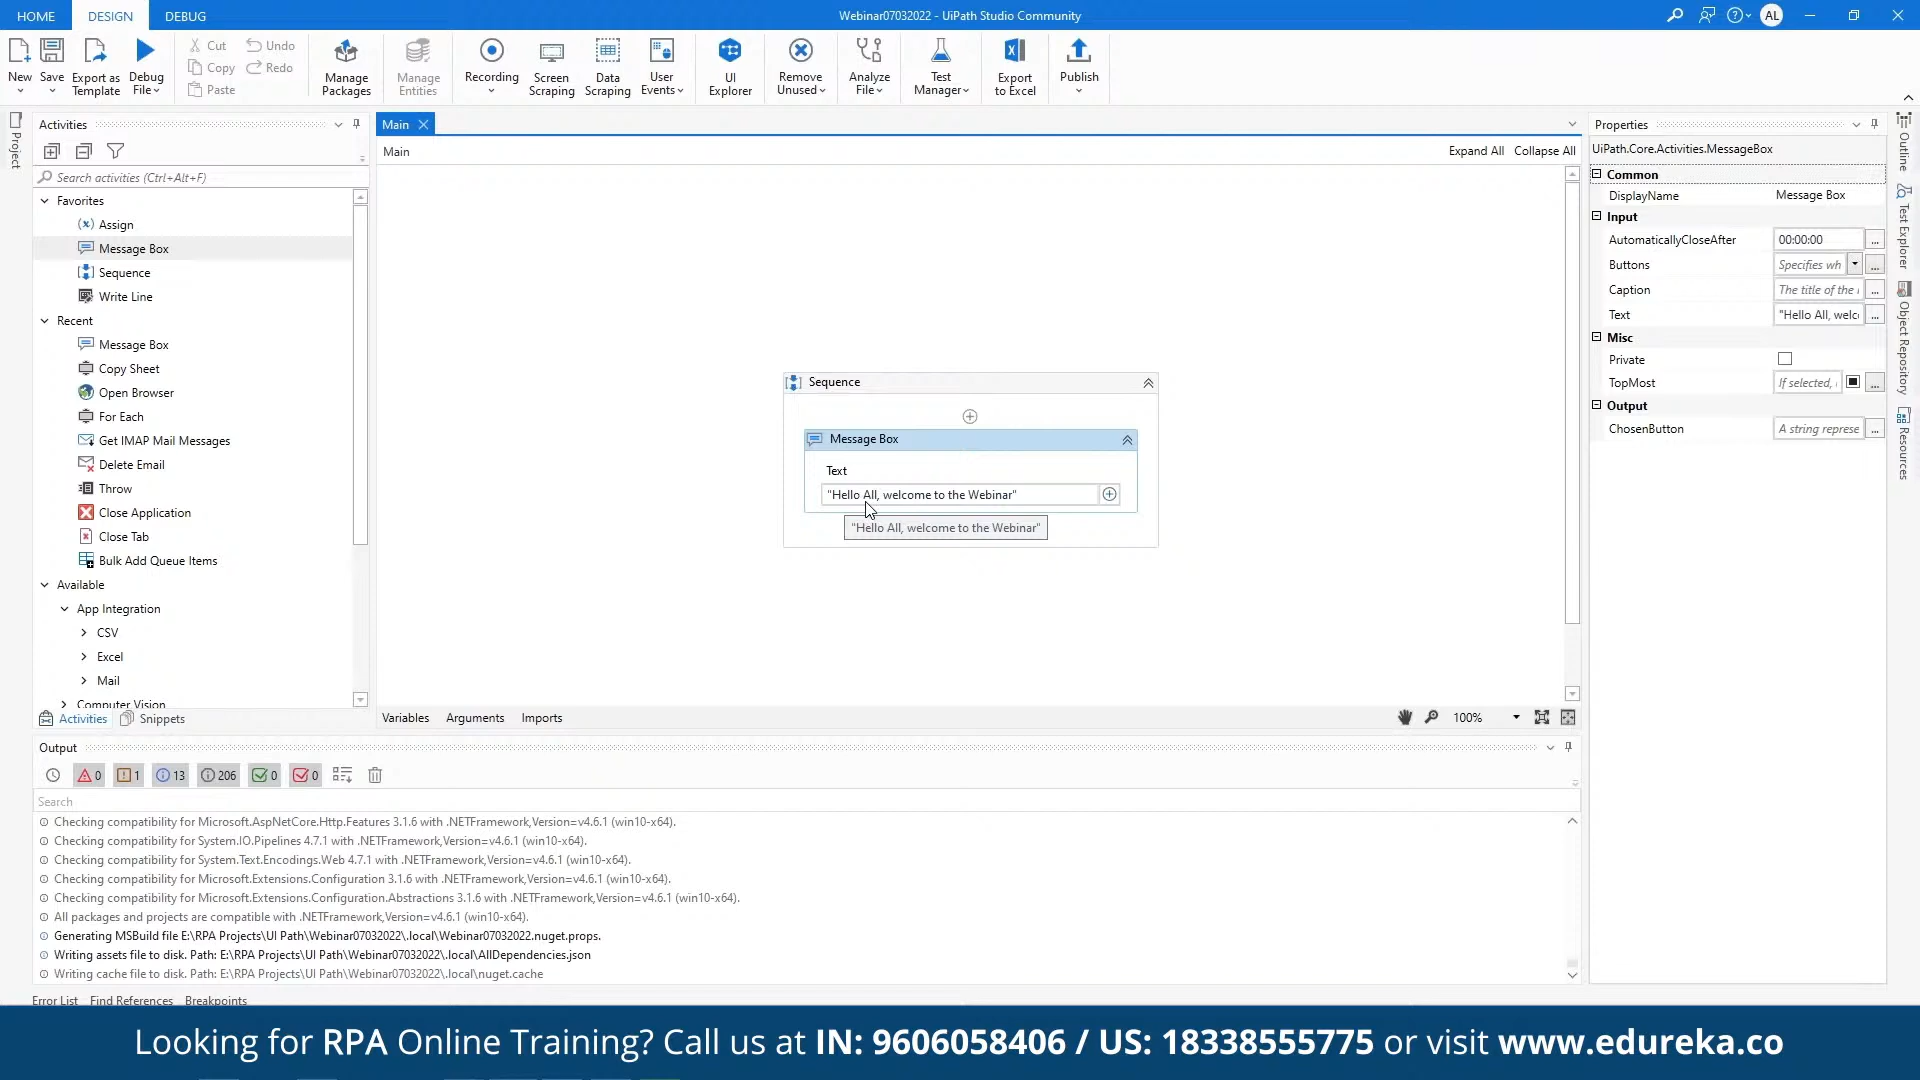 HOME DESIGN DEBUG Webinar07032022 - UiPath Studio Community AL
New Save Export as Template Debug File Cut Copy Paste Undo Redo Manage Packages Manage Entities Recording Screen Scraping Data Scraping User Events UI Explorer Remove Unused Analyze File Test Manager Export to Excel Publish
Project
Activities
Search activities (Ctrl+Alt+F)
Favorites
Assign
Message Box
Sequence
Write Line
Recent
Message Box
Copy Sheet
Open Browser
For Each
Get IMAP Mail Messages
Delete Email
Throw
Close Application
Close Tab
Bulk Add Queue Items
Available
App Integration
CSV
Excel
Mail
Computer Vision
Activities Snippets
Main
Main Expand All Collapse All
Sequence
Message Box
Text
"Hello All, welcome to the Webinar"
"Hello All, welcome to the Webinar"
Variables Arguments Imports 100%
Properties
UiPath.Core.Activities.MessageBox
Common
DisplayName Message Box
Input
AutomaticallyCloseAfter 00:00:00 ...
Buttons Specifies wh ...
Caption The title of the ...
Text "Hello All, welc ...
Misc
Private
TopMost If selected, ...
Output
ChosenButton A string represe ...
Outline
Test Explorer
Object Repository
Resources
Output
0 1 13 206 0 0
Search
Checking compatibility for Microsoft.AspNetCore.Http.Features 3.1.6 with .NETFramework,Version=v4.6.1 (win10-x64).
Checking compatibility for System.IO.Pipelines 4.7.1 with .NETFramework,Version=v4.6.1 (win10-x64).
Checking compatibility for System.Text.Encodings.Web 4.7.1 with .NETFramework,Version=v4.6.1 (win10-x64).
Checking compatibility for Microsoft.Extensions.Configuration 3.1.6 with .NETFramework,Version=v4.6.1 (win10-x64).
Checking compatibility for Microsoft.Extensions.Configuration.Abstractions 3.1.6 with .NETFramework,Version=v4.6.1 (win10-x64).
All packages and projects are compatible with .NETFramework,Version=v4.6.1 (win10-x64).
Generating MSBuild file E:\RPA Projects\UI Path\Webinar07032022\.local\Webinar07032022.nuget.props.
Writing assets file to disk. Path: E:\RPA Projects\UI Path\Webinar07032022\.local\AllDependencies.json
Writing cache file to disk. Path: E:\RPA Projects\UI Path\Webinar07032022\.local\nuget.cache
Error List Find References Breakpoints
Looking for RPA Online Training? Call us at IN: 9606058406 / US: 18338555775 or visit www.edureka.co